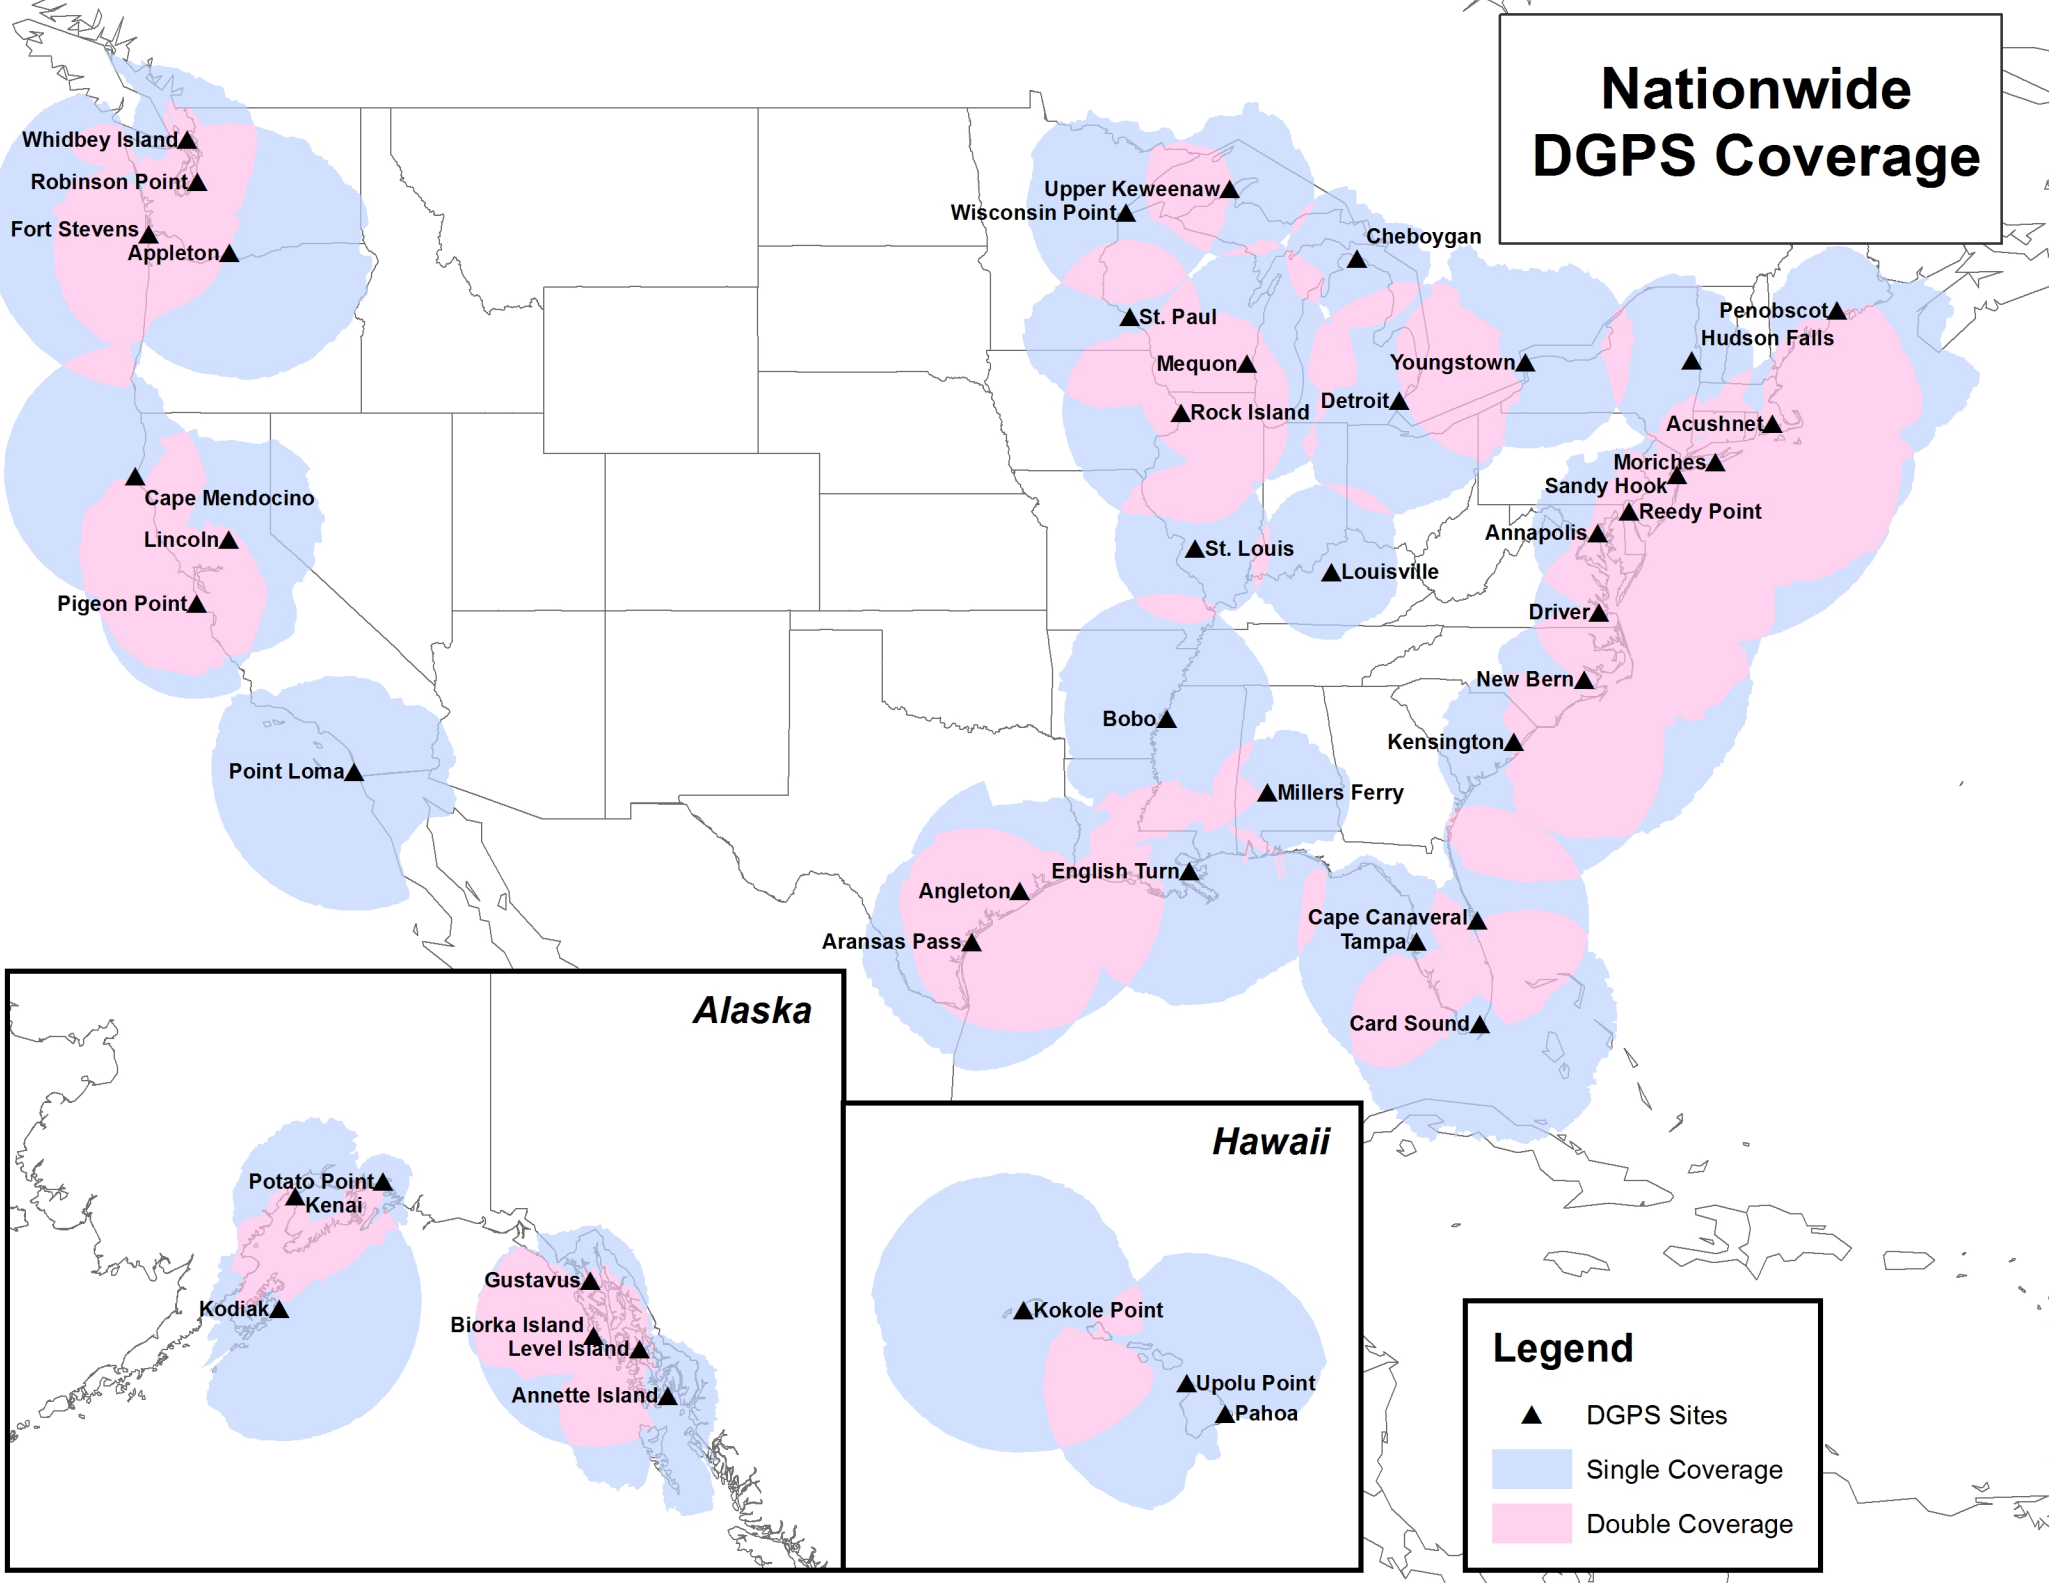 Nationwide
DGPS Coverage
Whidbey Island
Robinson Point
Fort Stevens
Appleton
Cape Mendocino
Lincoln
Pigeon Point
Point Loma
Upper Keweenaw
Wisconsin Point
Cheboygan
St. Paul
Mequon
Rock Island
Detroit
Youngstown
Penobscot
Hudson Falls
Acushnet
Moriches
Sandy Hook
Reedy Point
Annapolis
Driver
New Bern
Kensington
St. Louis
Louisville
Bobo
Millers Ferry
English Turn
Angleton
Aransas Pass
Cape Canaveral
Tampa
Card Sound
Alaska
Potato Point
Kenai
Kodiak
Gustavus
Biorka Island
Level Island
Annette Island
Hawaii
Kokole Point
Upolu Point
Pahoa
Legend
DGPS Sites
Single Coverage
Double Coverage